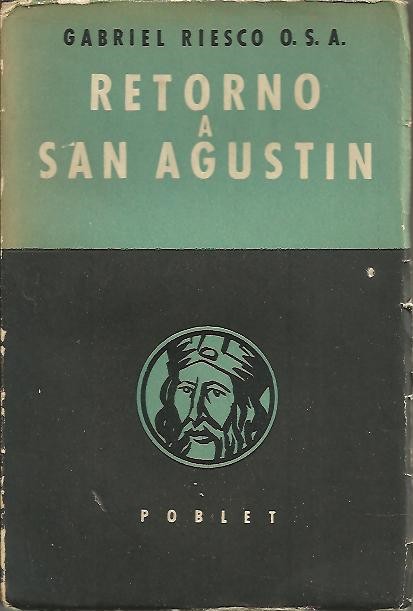 GABRIEL RIESCO O. S. A.
RETORNO
A
SAN AGUSTIN
POBLET